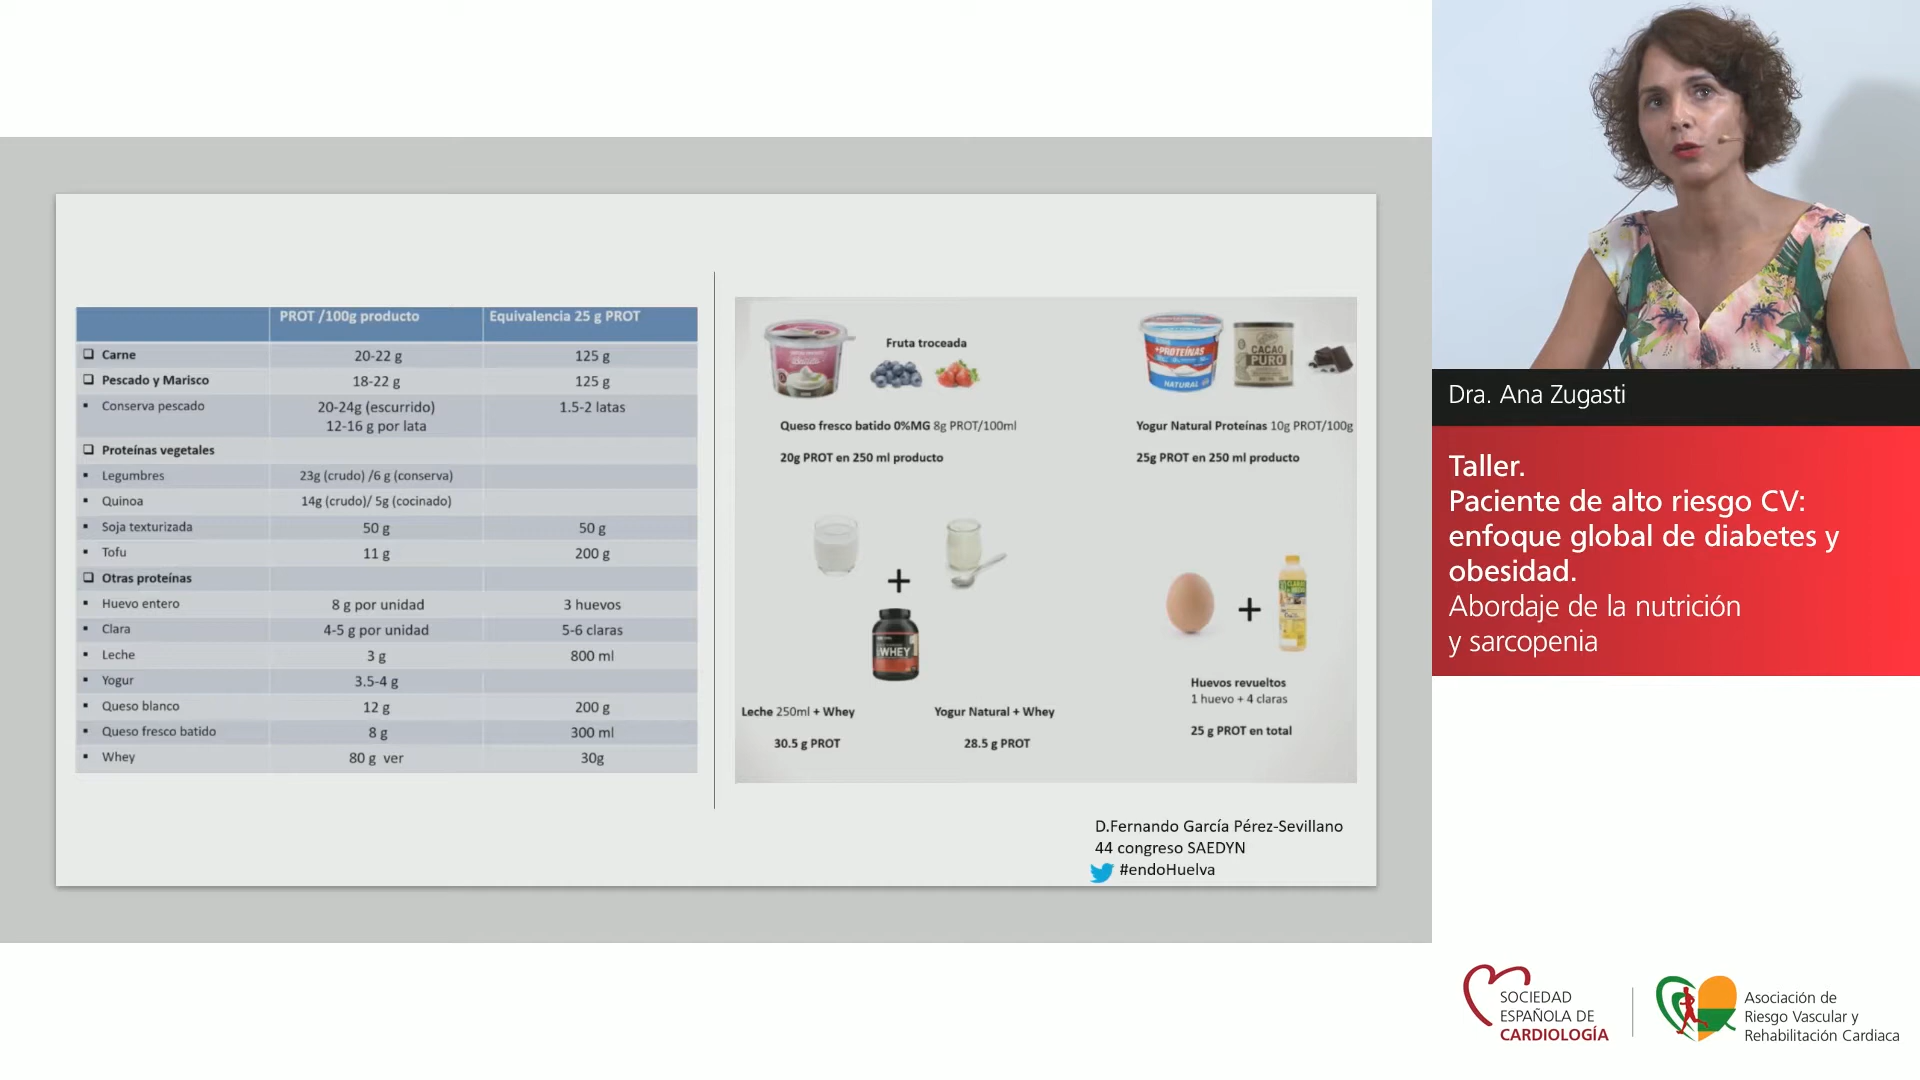 PROT /100g producto Equivalencia 25 g PROT
Carne 20-22 g 125 g
Pescado y Marisco 18-22 g 125 g
Conserva pescado 20-24g (escurrido) 1.5-2 latas
12-16 g por lata
Proteínas vegetales
Legumbres 23g (crudo) /6 g (conserva)
Quinoa 14g (crudo)/ 5g (cocinado)
Soja texturizada 50 g 50 g
Tofu 11 g 200 g
Otras proteínas
Huevo entero 8 g por unidad 3 huevos
Clara 4-5 g por unidad 5-6 claras
Leche 3 g 800 ml
Yogur 3.5-4 g
Queso blanco 12 g 200 g
Queso fresco batido 8 g 300 ml
Whey 80 g ver 30g
Fruta troceada
+PROTEÍNAS
NATURAL
CACAO
PURO
Queso fresco batido 0%MG 8g PROT/100ml
20g PROT en 250 ml producto
Yogur Natural Proteínas 10g PROT/100g
25g PROT en 250 ml producto
+
WHEY
Leche 250ml + Whey
30.5 g PROT
Yogur Natural + Whey
28.5 g PROT
+
Huevos revueltos
1 huevo + 4 claras
25 g PROT en total
D.Fernando García Pérez-Sevillano
44 congreso SAEDYN
#endoHuelva
Dra. Ana Zugasti
Taller.
Paciente de alto riesgo CV:
enfoque global de diabetes y
obesidad.
Abordaje de la nutrición
y sarcopenia
SOCIEDAD
ESPAÑOLA DE
CARDIOLOGÍA
Asociación de
Riesgo Vascular y
Rehabilitación Cardiaca